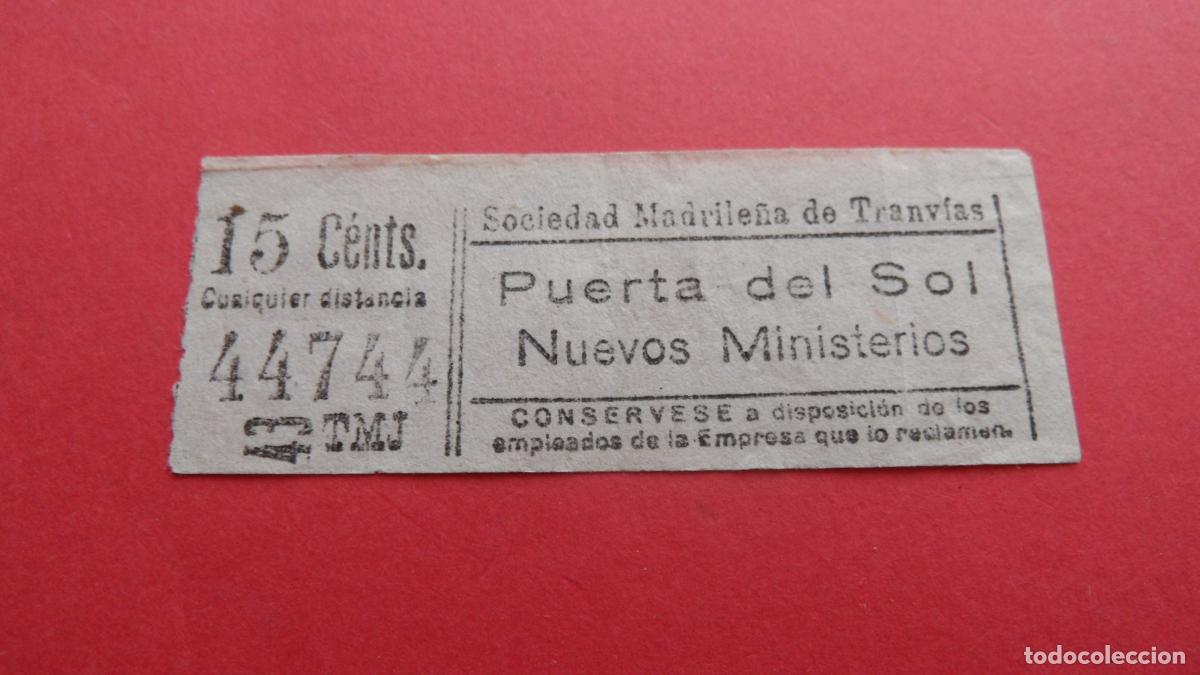 15 Cénts.
Cualquier distancia
44744
43 TMJ
Sociedad Madrileña de Tranvías
Puerta del Sol
Nuevos Ministerios
CONSERVESE a disposición de los
empleados de la Empresa que lo reclamen.
todocoleccion